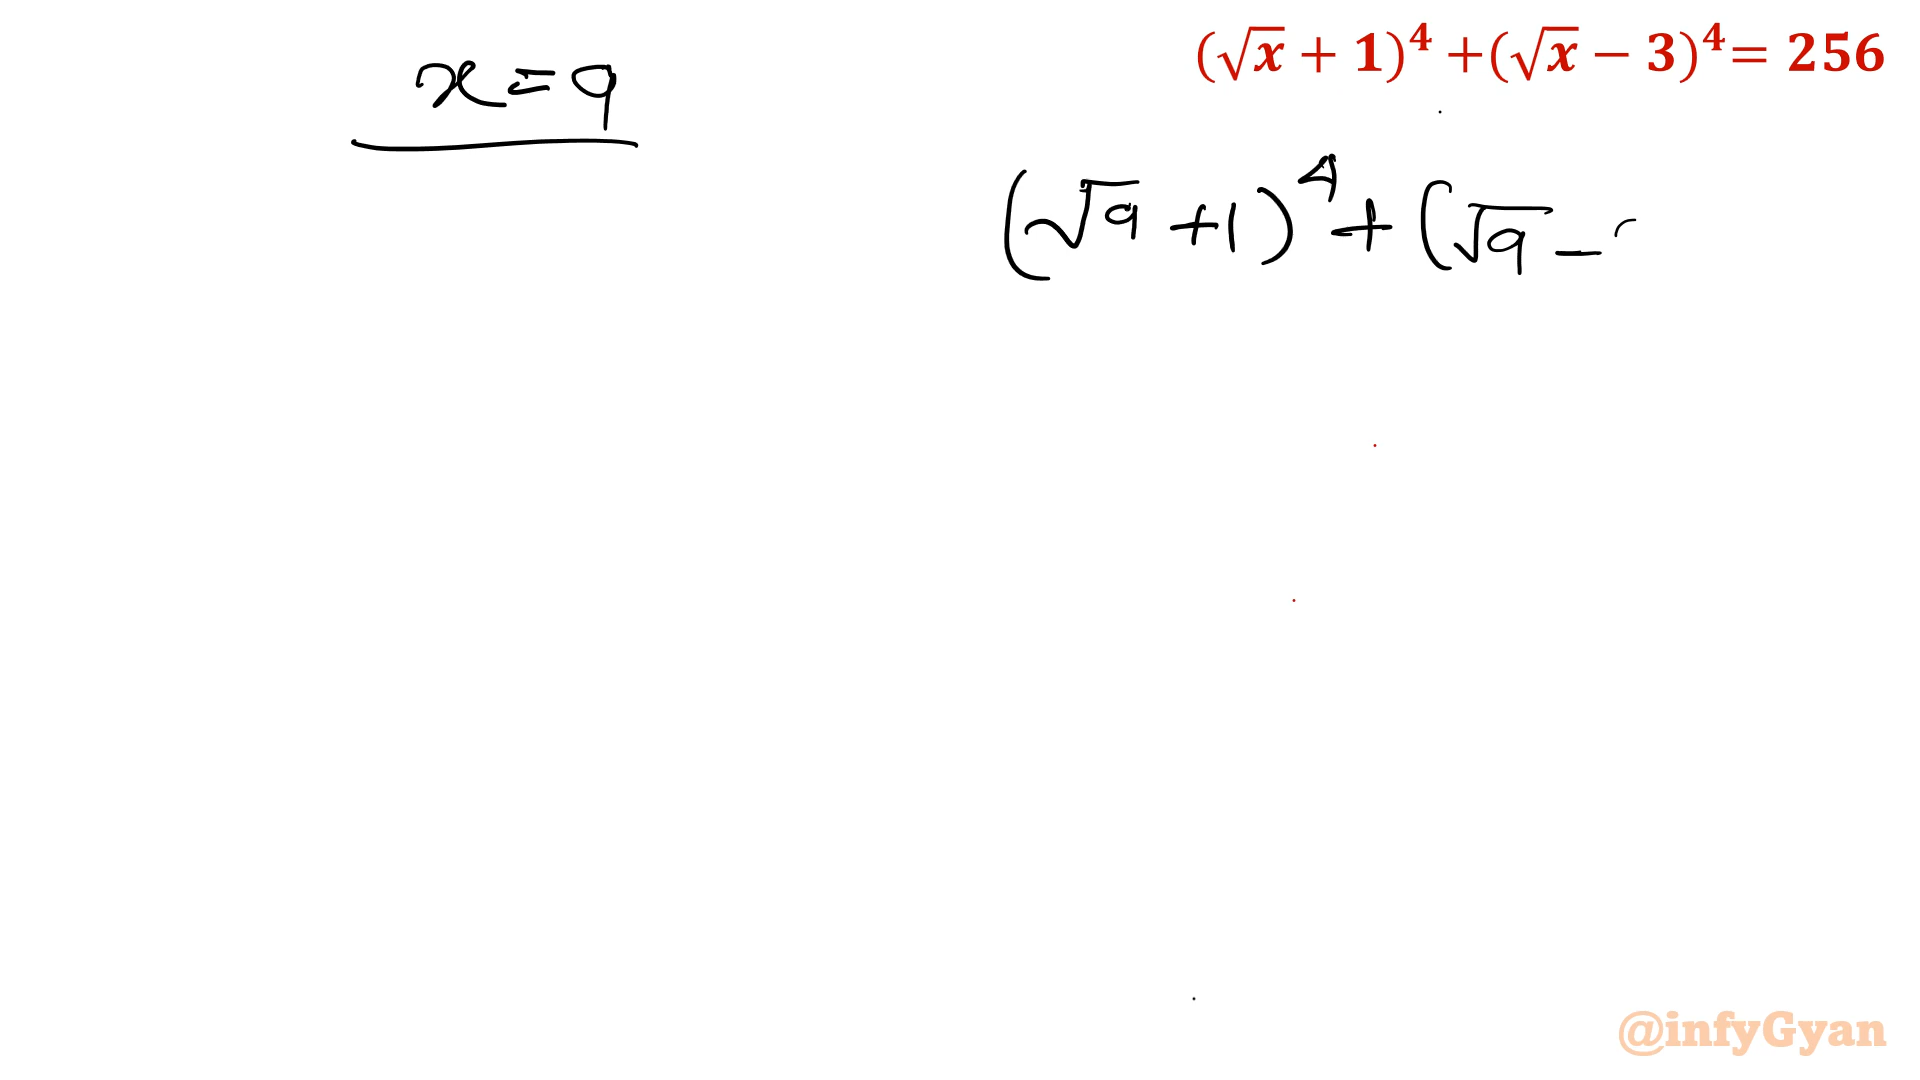 (√x + 1)⁴ + (√x − 3)⁴ = 256
x = 9
(√9 + 1)⁴ + (√9 −
@infyGyan